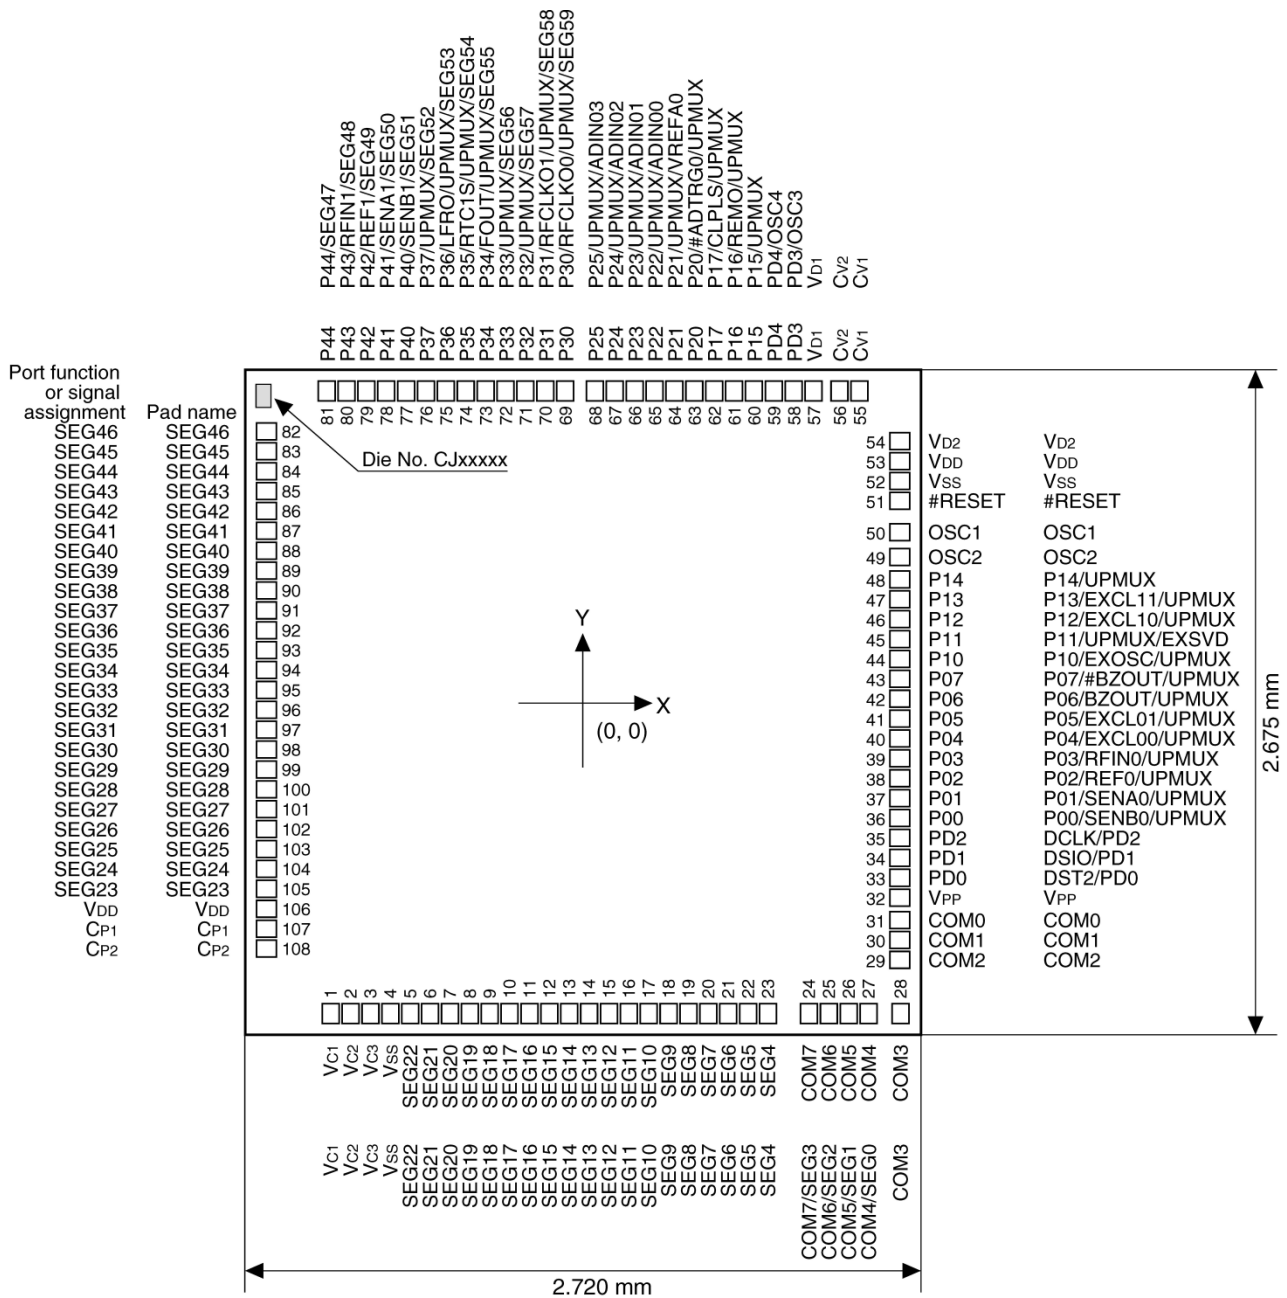 P44/SEG47
P43/RFIN1/SEG48
P42/REF1/SEG49
P41/SENA1/SEG50
P40/SENB1/SEG51
P37/UPMUX/SEG52
P36/LFRO/UPMUX/SEG53
P35/RTC1S/UPMUX/SEG54
P34/FOUT/UPMUX/SEG55
P33/UPMUX/SEG56
P32/UPMUX/SEG57
P31/RFCLKO1/UPMUX/SEG58
P30/RFCLKO0/UPMUX/SEG59
P25/UPMUX/ADIN03
P24/UPMUX/ADIN02
P23/UPMUX/ADIN01
P22/UPMUX/ADIN00
P21/UPMUX/VREFA0
P20/#ADTRG0/UPMUX
P17/CLPLS/UPMUX
P16/REMO/UPMUX
P15/UPMUX
PD4/OSC4
PD3/OSC3
VD1
CV2
CV1
P44
P43
P42
P41
P40
P37
P36
P35
P34
P33
P32
P31
P30
P25
P24
P23
P22
P21
P20
P17
P16
P15
PD4
PD3
VD1
CV2
CV1
81
80
79
78
77
76
75
74
73
72
71
70
69
68
67
66
65
64
63
62
61
60
59
58
57
56
55
Port function
or signal
assignment Pad name
SEG46 SEG46 82
SEG45 SEG45 83
SEG44 SEG44 84
SEG43 SEG43 85
SEG42 SEG42 86
SEG41 SEG41 87
SEG40 SEG40 88
SEG39 SEG39 89
SEG38 SEG38 90
SEG37 SEG37 91
SEG36 SEG36 92
SEG35 SEG35 93
SEG34 SEG34 94
SEG33 SEG33 95
SEG32 SEG32 96
SEG31 SEG31 97
SEG30 SEG30 98
SEG29 SEG29 99
SEG28 SEG28 100
SEG27 SEG27 101
SEG26 SEG26 102
SEG25 SEG25 103
SEG24 SEG24 104
SEG23 SEG23 105
VDD VDD 106
CP1 CP1 107
CP2 CP2 108
Die No. CJxxxxx
Y
X
(0, 0)
54 VD2 VD2
53 VDD VDD
52 VSS VSS
51 #RESET #RESET
50 OSC1 OSC1
49 OSC2 OSC2
48 P14 P14/UPMUX
47 P13 P13/EXCL11/UPMUX
46 P12 P12/EXCL10/UPMUX
45 P11 P11/UPMUX/EXSVD
44 P10 P10/EXOSC/UPMUX
43 P07 P07/#BZOUT/UPMUX
42 P06 P06/BZOUT/UPMUX
41 P05 P05/EXCL01/UPMUX
40 P04 P04/EXCL00/UPMUX
39 P03 P03/RFIN0/UPMUX
38 P02 P02/REF0/UPMUX
37 P01 P01/SENA0/UPMUX
36 P00 P00/SENB0/UPMUX
35 PD2 DCLK/PD2
34 PD1 DSIO/PD1
33 PD0 DST2/PD0
32 VPP VPP
31 COM0 COM0
30 COM1 COM1
29 COM2 COM2
2.675 mm
1
2
3
4
5
6
7
8
9
10
11
12
13
14
15
16
17
18
19
20
21
22
23
24
25
26
27
28
VC1
VC2
VC3
VSS
SEG22
SEG21
SEG20
SEG19
SEG18
SEG17
SEG16
SEG15
SEG14
SEG13
SEG12
SEG11
SEG10
SEG9
SEG8
SEG7
SEG6
SEG5
SEG4
COM7
COM6
COM5
COM4
COM3
VC1
VC2
VC3
VSS
SEG22
SEG21
SEG20
SEG19
SEG18
SEG17
SEG16
SEG15
SEG14
SEG13
SEG12
SEG11
SEG10
SEG9
SEG8
SEG7
SEG6
SEG5
SEG4
COM7/SEG3
COM6/SEG2
COM5/SEG1
COM4/SEG0
COM3
2.720 mm